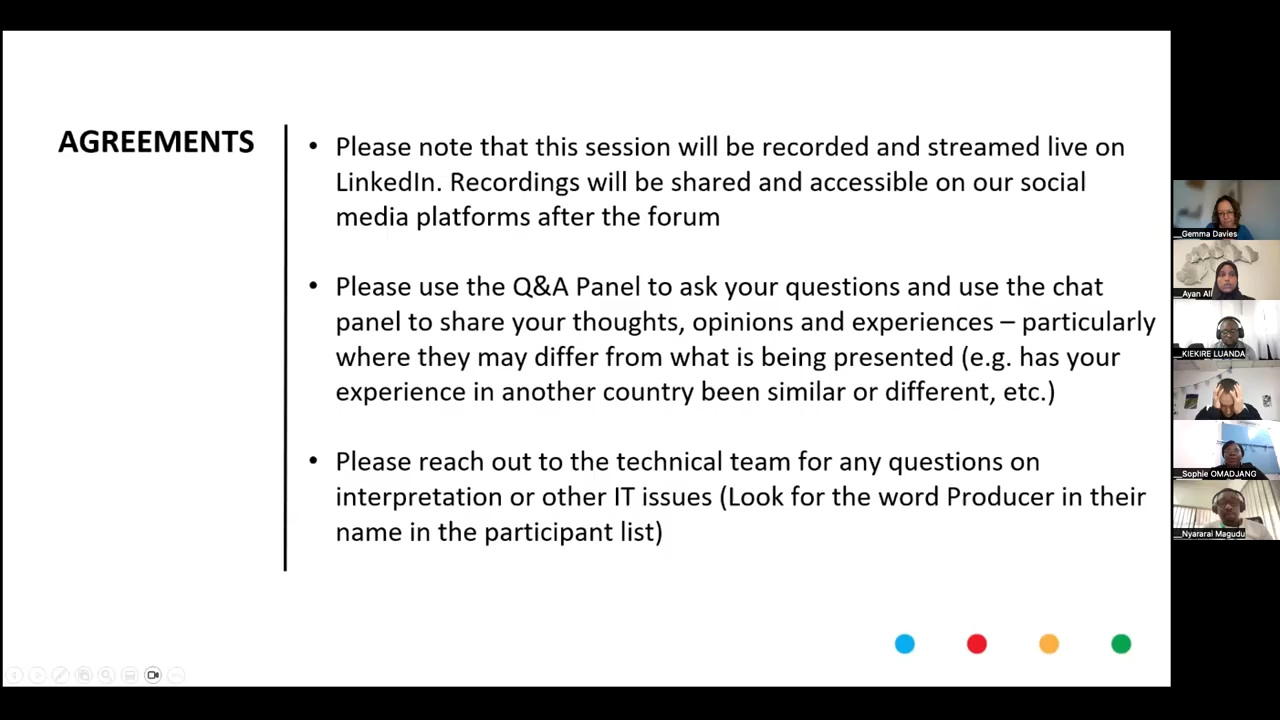 AGREEMENTS
• Please note that this session will be recorded and streamed live on
LinkedIn. Recordings will be shared and accessible on our social
media platforms after the forum
• Please use the Q&A Panel to ask your questions and use the chat
panel to share your thoughts, opinions and experiences – particularly
where they may differ from what is being presented (e.g. has your
experience in another country been similar or different, etc.)
• Please reach out to the technical team for any questions on
interpretation or other IT issues (Look for the word Producer in their
name in the participant list)
__Gemma Davies
__Ayan Ali
__KIEKIRE LUANDA
__Sophie OMADJANG
__Nyararai Magudu